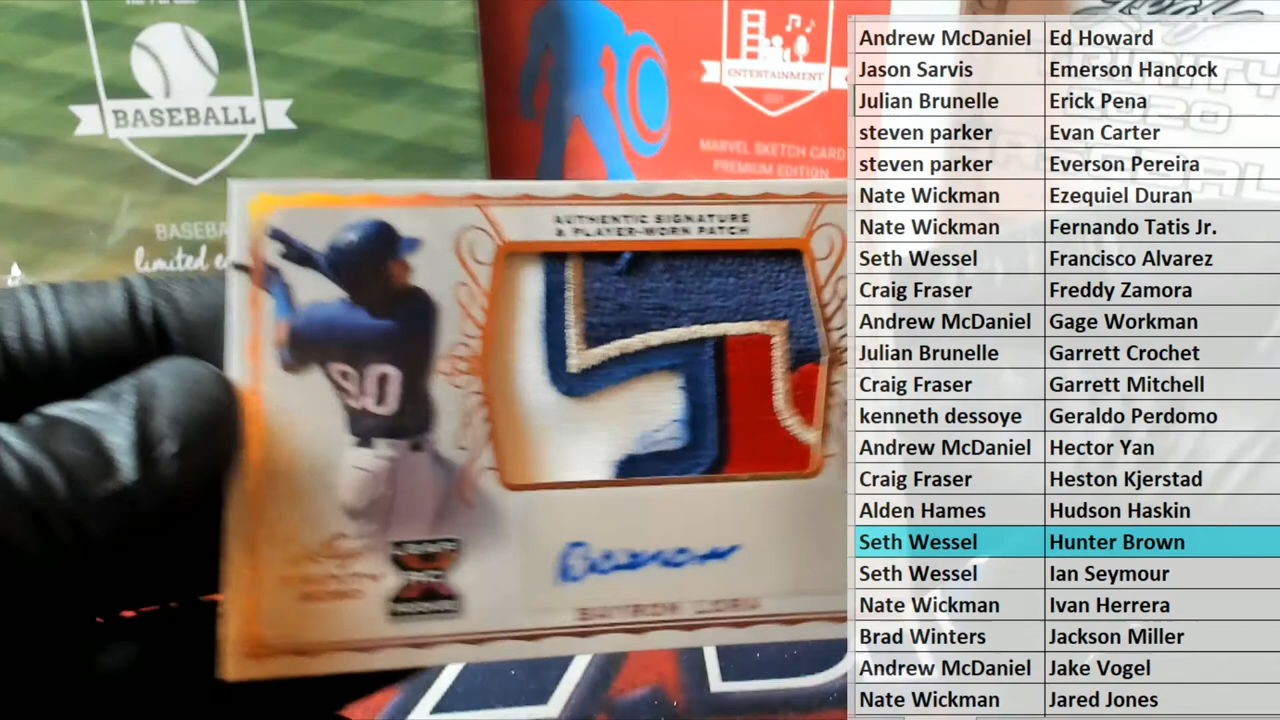 BASEBALL
BASEBA
limited e
ENTERTAINMENT
2021
MARVEL SKETCH CARD
PREMIUM EDITION
2020
AUTHENTIC SIGNATURE
& PLAYER-WORN PATCH
90
Andrew McDaniel Ed Howard
Jason Sarvis Emerson Hancock
Julian Brunelle Erick Pena
steven parker Evan Carter
steven parker Everson Pereira
Nate Wickman Ezequiel Duran
Nate Wickman Fernando Tatis Jr.
Seth Wessel Francisco Alvarez
Craig Fraser Freddy Zamora
Andrew McDaniel Gage Workman
Julian Brunelle Garrett Crochet
Craig Fraser Garrett Mitchell
kenneth dessoye Geraldo Perdomo
Andrew McDaniel Hector Yan
Craig Fraser Heston Kjerstad
Alden Hames Hudson Haskin
Seth Wessel Hunter Brown
Seth Wessel Ian Seymour
Nate Wickman Ivan Herrera
Brad Winters Jackson Miller
Andrew McDaniel Jake Vogel
Nate Wickman Jared Jones